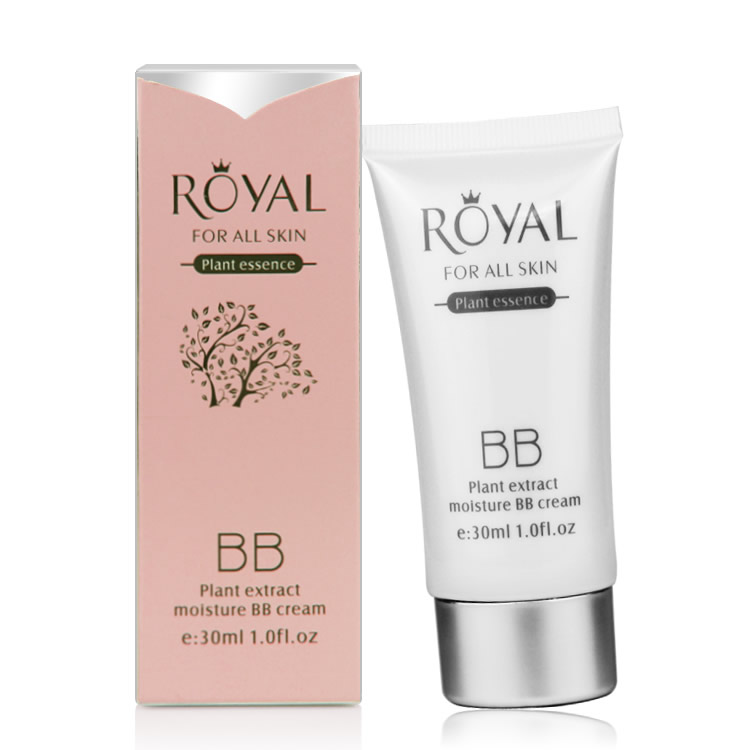 ROYAL
FOR ALL SKIN
Plant essence
BB
Plant extract
moisture BB cream
e:30ml 1.0fl.oz
ROYAL
FOR ALL SKIN
Plant essence
BB
Plant extract
moisture BB cream
e:30ml 1.0fl.oz